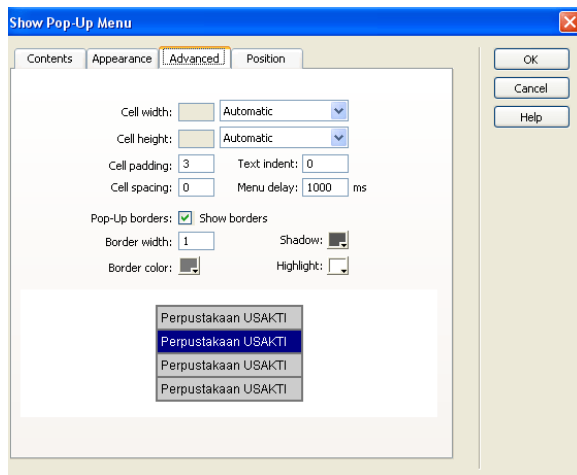 Show Pop-Up Menu
Contents Appearance Advanced Position
OK
Cancel
Help
Cell width: Automatic
Cell height: Automatic
Cell padding: 3 Text indent: 0
Cell spacing: 0 Menu delay: 1000 ms
Pop-Up borders: Show borders
Border width: 1 Shadow:
Border color: Highlight:
Perpustakaan USAKTI
Perpustakaan USAKTI
Perpustakaan USAKTI
Perpustakaan USAKTI